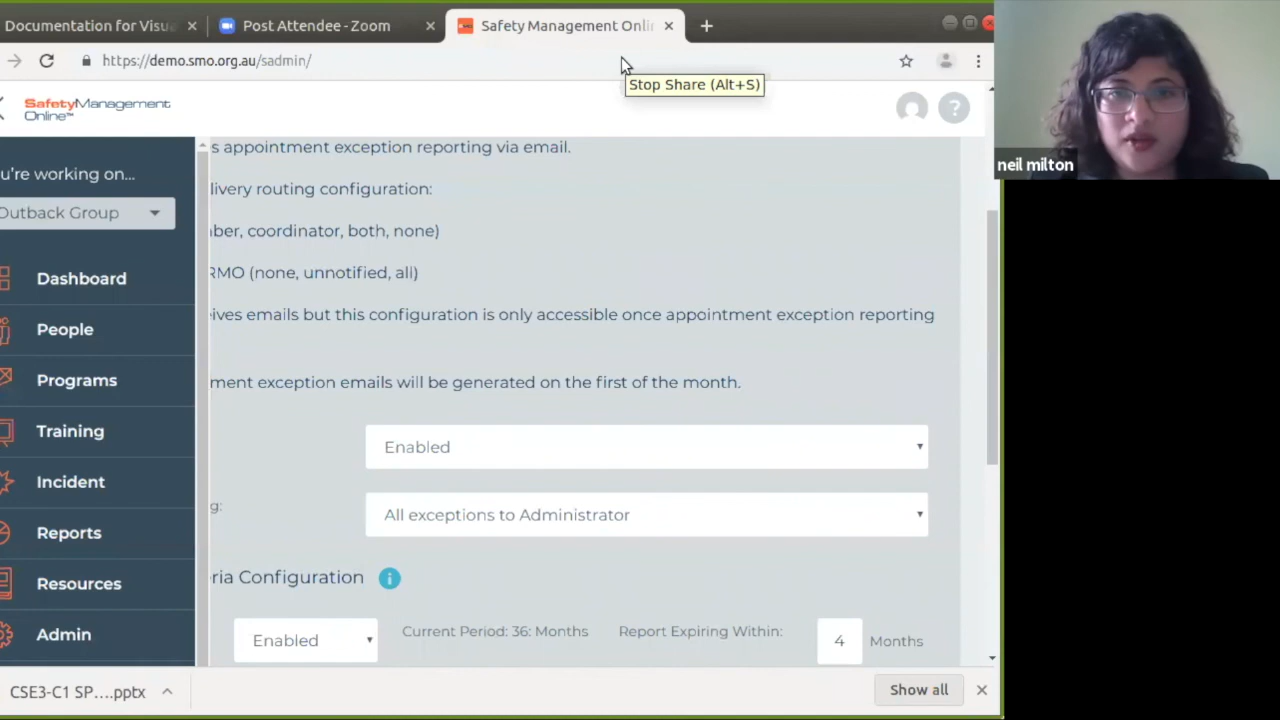 Documentation for Visu
Post Attendee - Zoom
Safety Management Onli
https://demo.smo.org.au/sadmin/
Stop Share (Alt+S)
SafetyManagement
Online™
?
neil milton
u're working on...
Outback Group
Dashboard
People
Programs
Training
Incident
Reports
Resources
Admin
s appointment exception reporting via email.
livery routing configuration:
ber, coordinator, both, none)
RMO (none, unnotified, all)
ives emails but this configuration is only accessible once appointment exception reporting
ment exception emails will be generated on the first of the month.
Enabled
g:
All exceptions to Administrator
ria Configuration
i
Enabled
Current Period: 36: Months
Report Expiring Within:
4
Months
CSE3-C1 SP....pptx
Show all